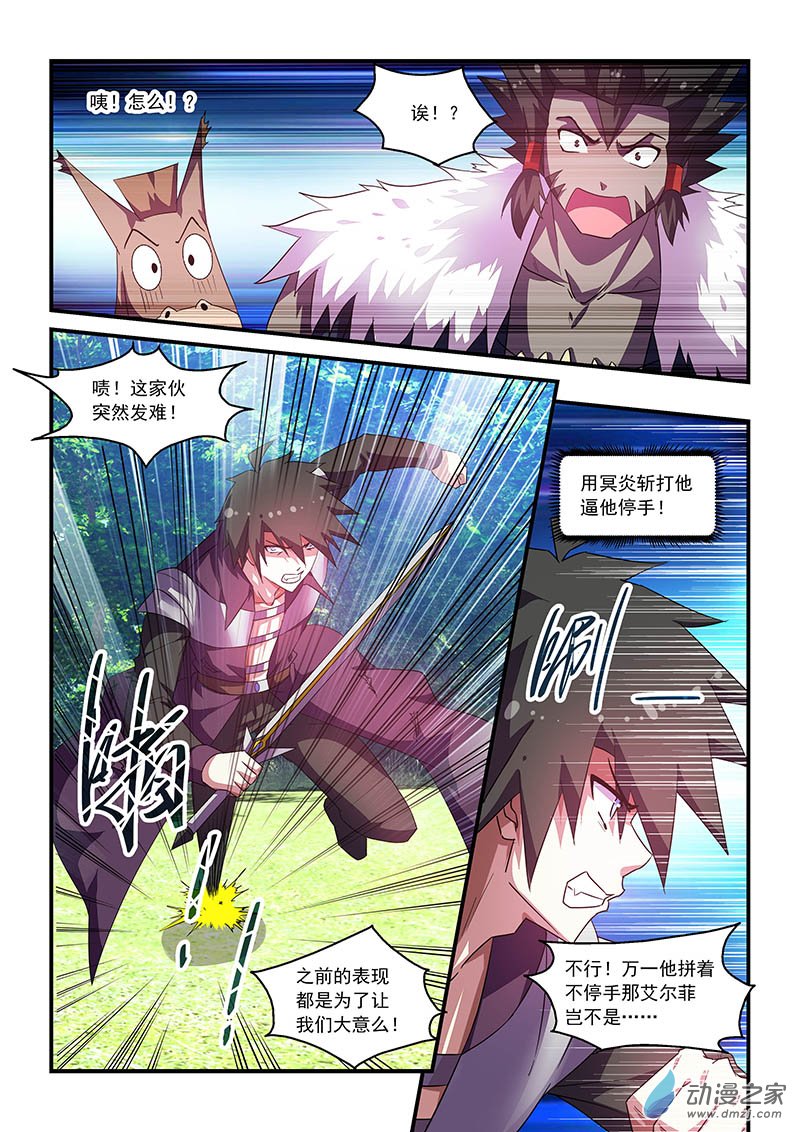 咦！怎么！？
诶！？
啧！这家伙
突然发难！
用冥炎斩打他
逼他停手！
唰
之前的表现
都是为了让
我们大意么！
不行！万一他拼着
不停手那艾尔菲
岂不是……
动漫之家
www.dmzj.com